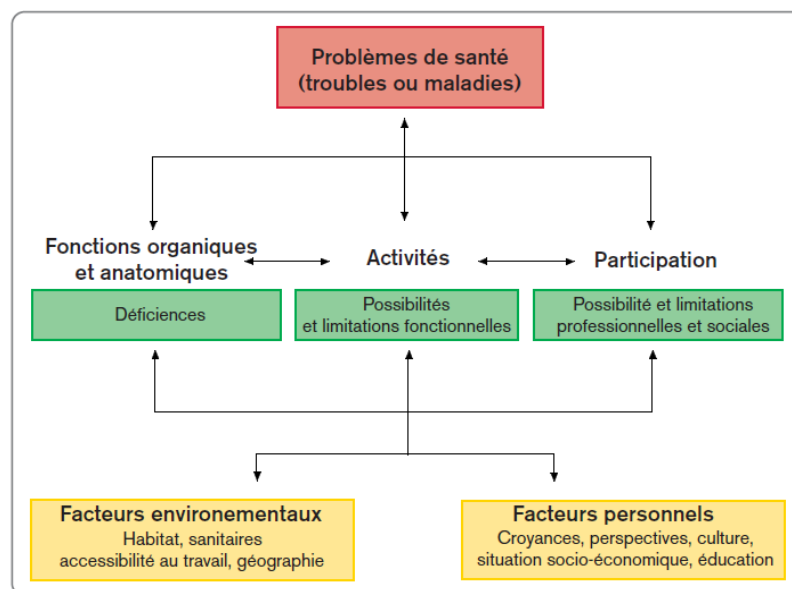 Problèmes de santé
(troubles ou maladies)
Fonctions organiques
et anatomiques
Activités
Participation
Déficiences
Possibilités
et limitations fonctionnelles
Possibilité et limitations
professionnelles et sociales
Facteurs environementaux
Habitat, sanitaires
accessibilité au travail, géographie
Facteurs personnels
Croyances, perspectives, culture,
situation socio-économique, éducation